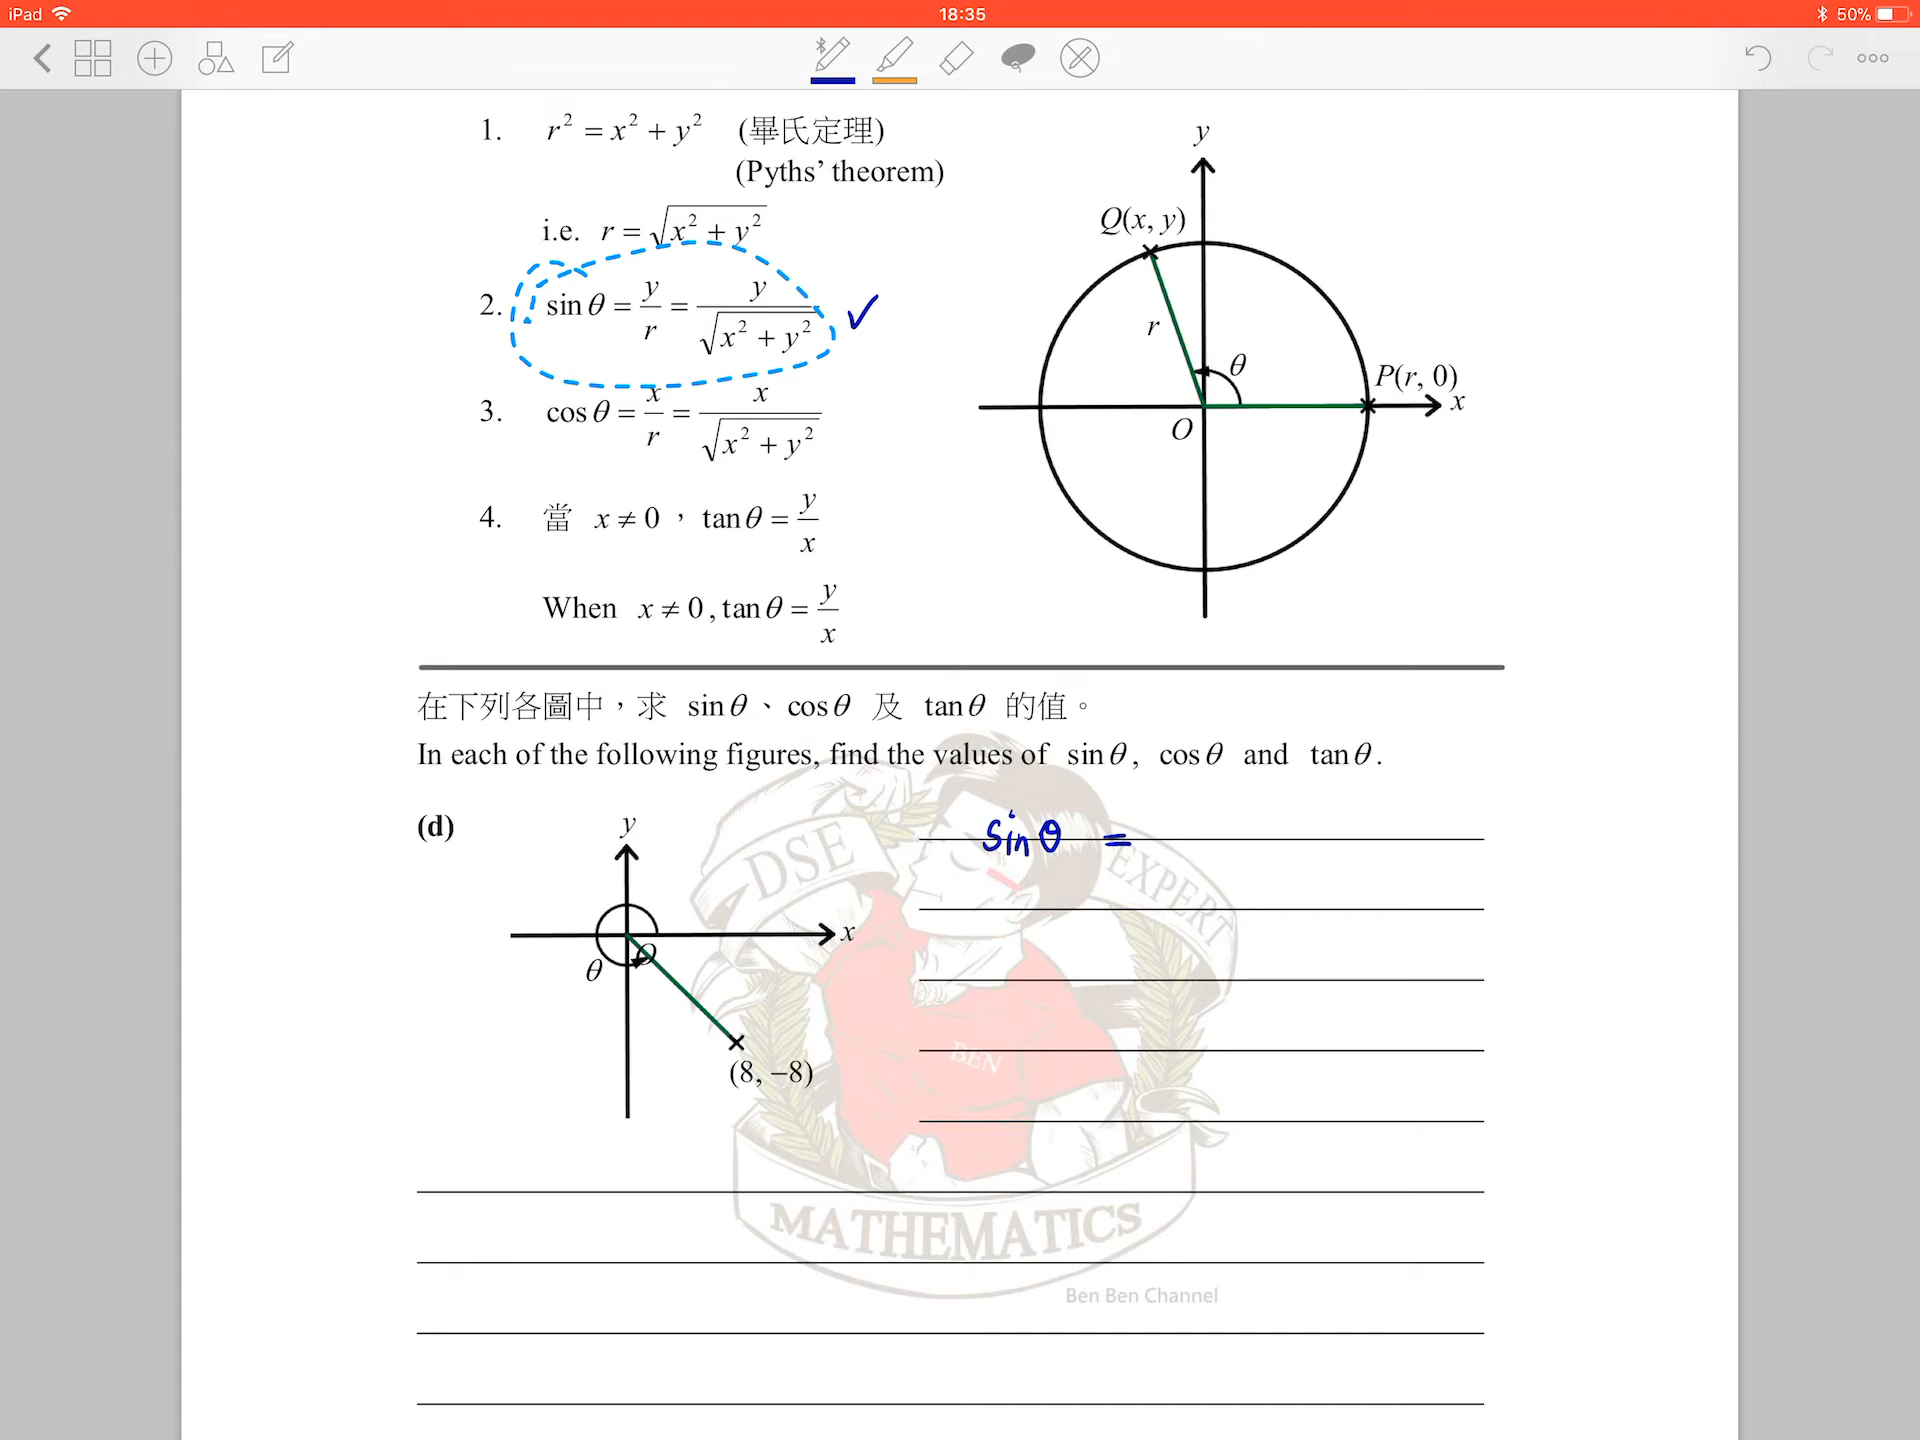 iPad 18:35 50%
1. r² = x² + y² (畢氏定理)
(Pyths’ theorem)
i.e. r = √(x² + y²)
2. sin θ = y/r = y/√(x² + y²) ✓
3. cos θ = x/r = x/√(x² + y²)
4. 當 x ≠ 0，tan θ = y/x
When x ≠ 0, tan θ = y/x
y
Q(x, y)
r
θ
P(r, 0)
x
O
在下列各圖中，求 sin θ、cos θ 及 tan θ 的值。
In each of the following figures, find the values of sin θ, cos θ and tan θ.
(d)
y
x
O
θ
(8, –8)
sin θ =
DSE EXPERT
BEN
MATHEMATICS
Ben Ben Channel